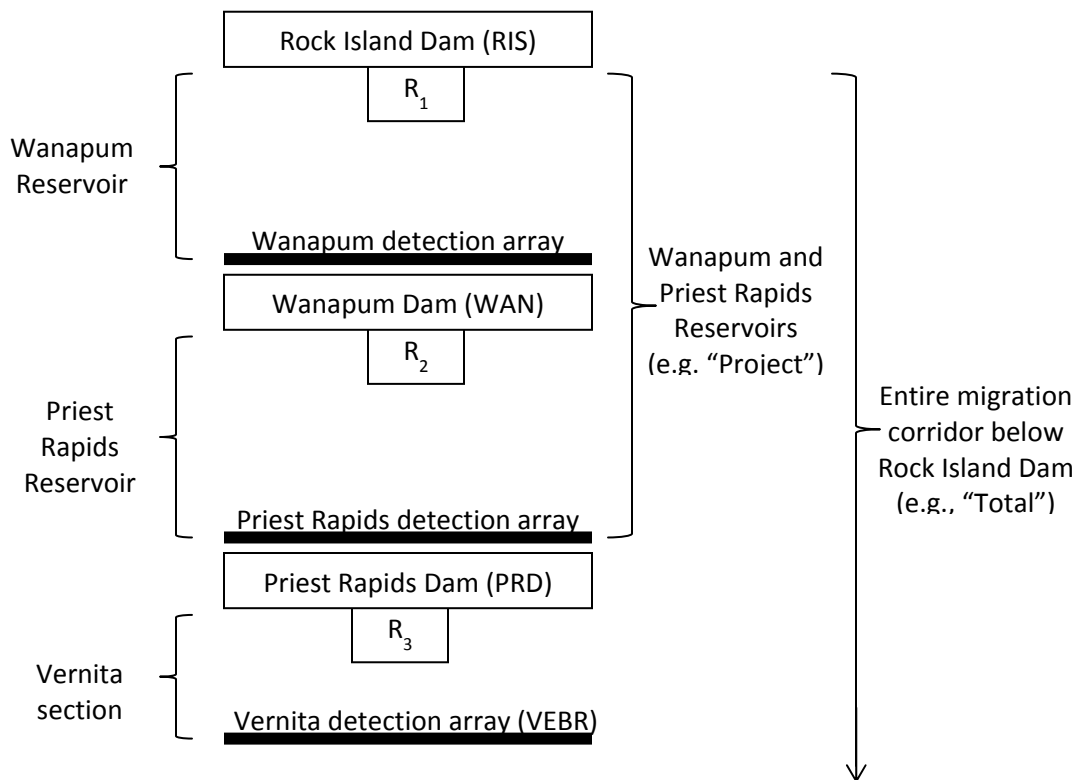 Rock Island Dam (RIS)
R1
Wanapum
Reservoir
Wanapum detection array
Wanapum Dam (WAN)
R2
Wanapum and
Priest Rapids
Reservoirs
(e.g. “Project”)
Priest
Rapids
Reservoir
Entire migration
corridor below
Rock Island Dam
(e.g., “Total”)
Priest Rapids detection array
Priest Rapids Dam (PRD)
R3
Vernita
section
Vernita detection array (VEBR)